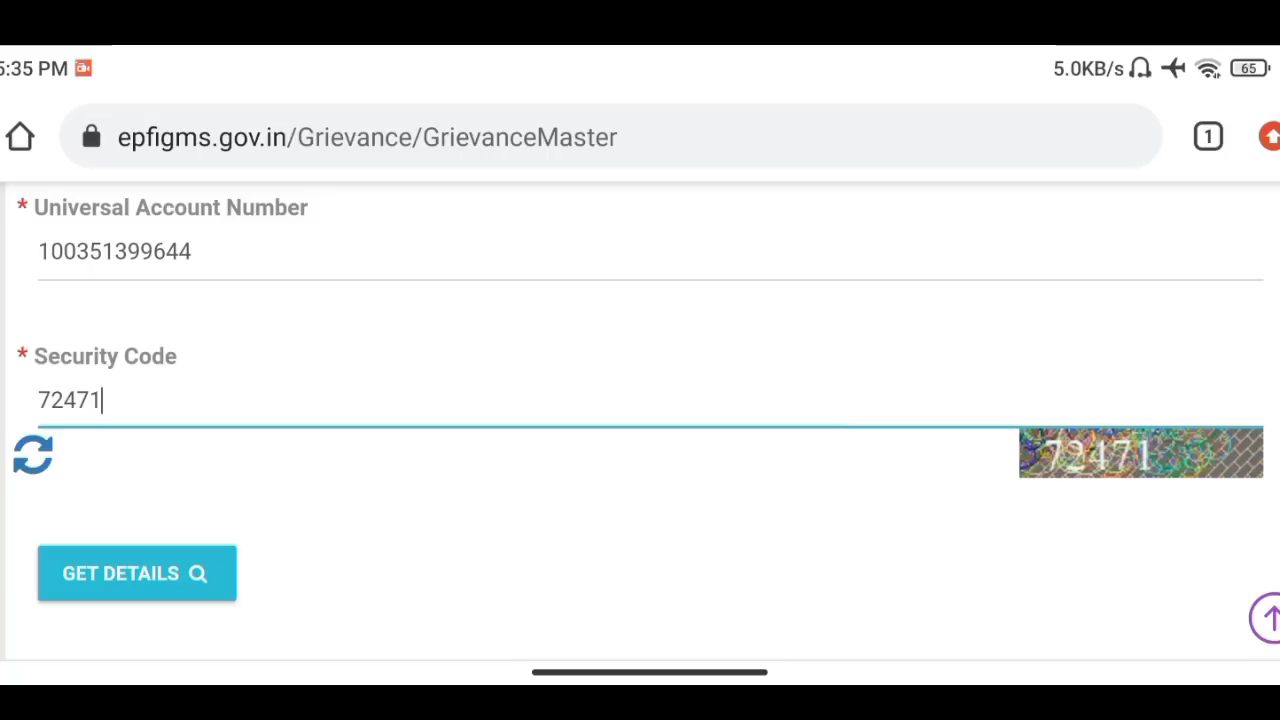 5:35 PM
5.0KB/s
65
epfigms.gov.in/Grievance/GrievanceMaster
1
* Universal Account Number
100351399644
* Security Code
72471
72471
GET DETAILS